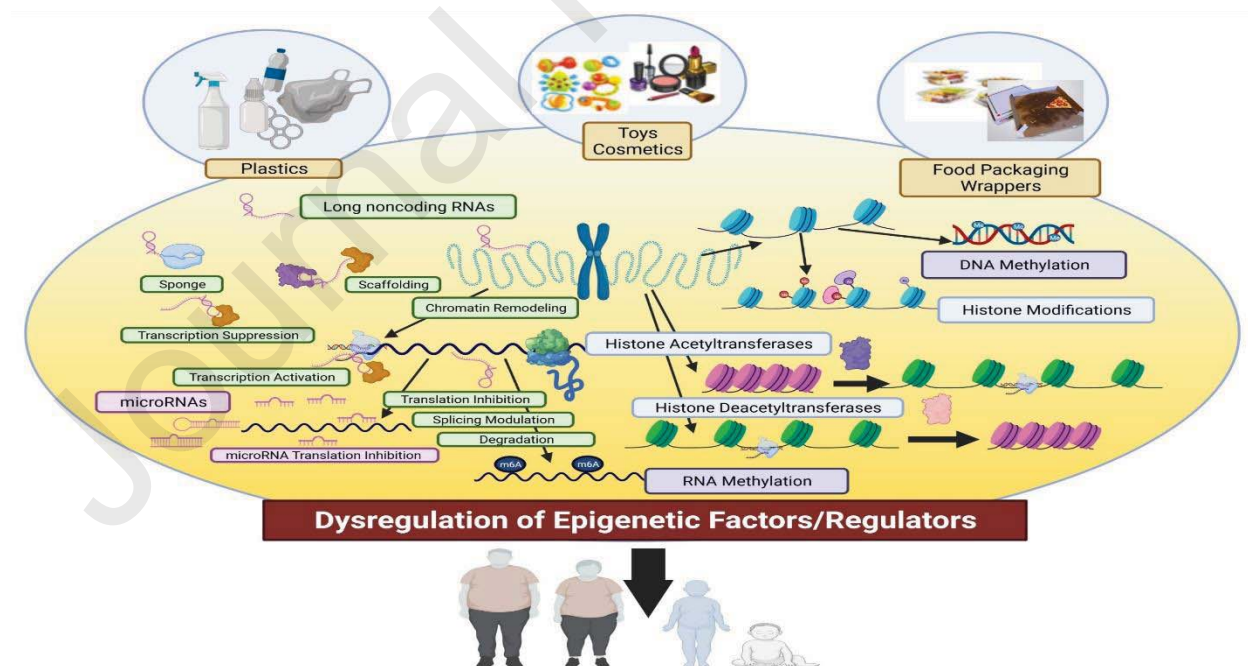 Journal
Plastics
Toys
Cosmetics
Food Packaging
Wrappers
Long noncoding RNAs
Sponge
Scaffolding
Chromatin Remodeling
Transcription Suppression
DNA Methylation
Histone Modifications
Histone Acetyltransferases
Transcription Activation
microRNAs
Translation Inhibition
Splicing Modulation
Degradation
microRNA Translation Inhibition
Histone Deacetyltransferases
m6A
m6A
RNA Methylation
Dysregulation of Epigenetic Factors/Regulators